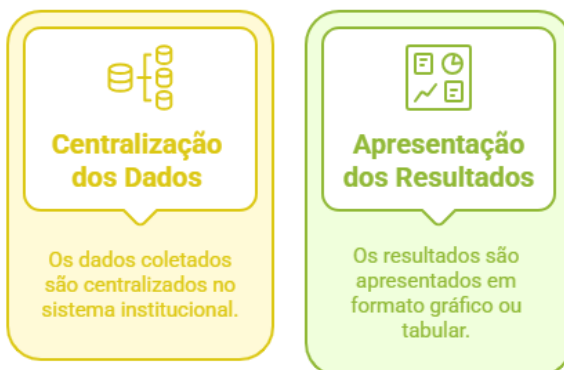 Centralização
dos Dados
Os dados coletados
são centralizados no
sistema institucional.
Apresentação
dos Resultados
Os resultados são
apresentados em
formato gráfico ou
tabular.